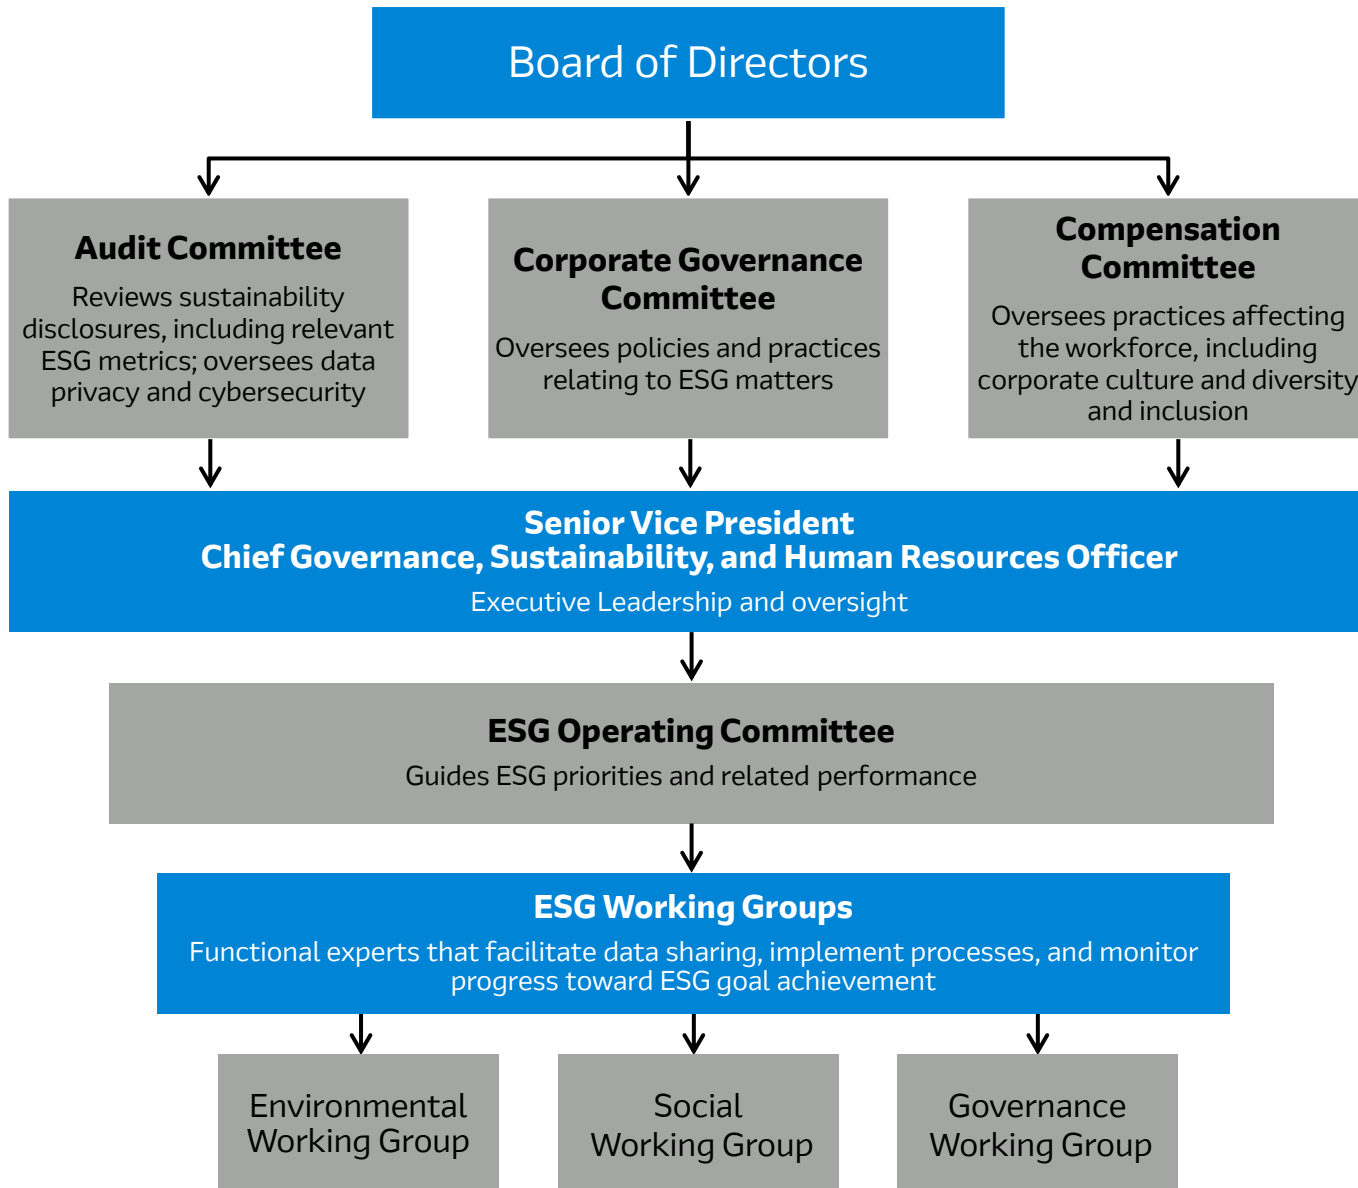 Board of Directors
Audit Committee
Reviews sustainability
disclosures, including relevant
ESG metrics; oversees data
privacy and cybersecurity
Corporate Governance
Committee
Oversees policies and practices
relating to ESG matters
Compensation
Committee
Oversees practices affecting
the workforce, including
corporate culture and diversity
and inclusion
Senior Vice President
Chief Governance, Sustainability, and Human Resources Officer
Executive Leadership and oversight
ESG Operating Committee
Guides ESG priorities and related performance
ESG Working Groups
Functional experts that facilitate data sharing, implement processes, and monitor
progress toward ESG goal achievement
Environmental
Working Group
Social
Working Group
Governance
Working Group